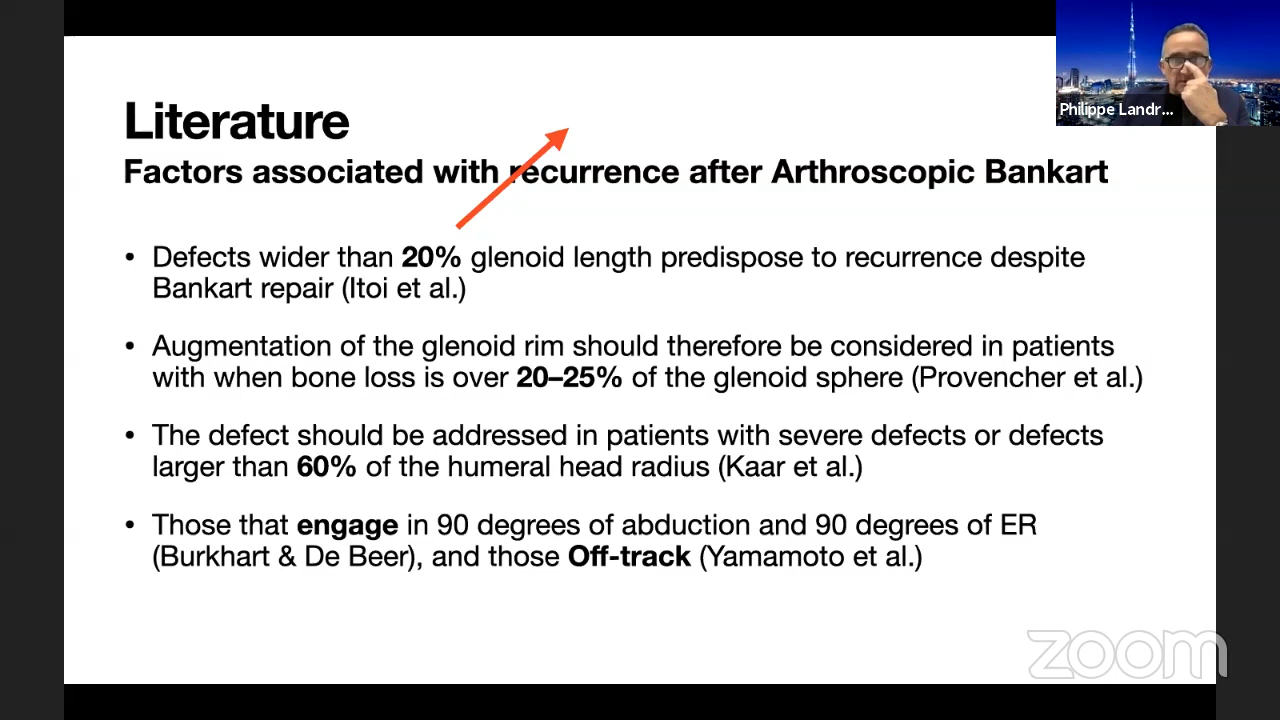 Philippe Landr...
Literature
Factors associated with recurrence after Arthroscopic Bankart
• Defects wider than 20% glenoid length predispose to recurrence despite
Bankart repair (Itoi et al.)
• Augmentation of the glenoid rim should therefore be considered in patients
with when bone loss is over 20–25% of the glenoid sphere (Provencher et al.)
• The defect should be addressed in patients with severe defects or defects
larger than 60% of the humeral head radius (Kaar et al.)
• Those that engage in 90 degrees of abduction and 90 degrees of ER
(Burkhart & De Beer), and those Off-track (Yamamoto et al.)
zoom